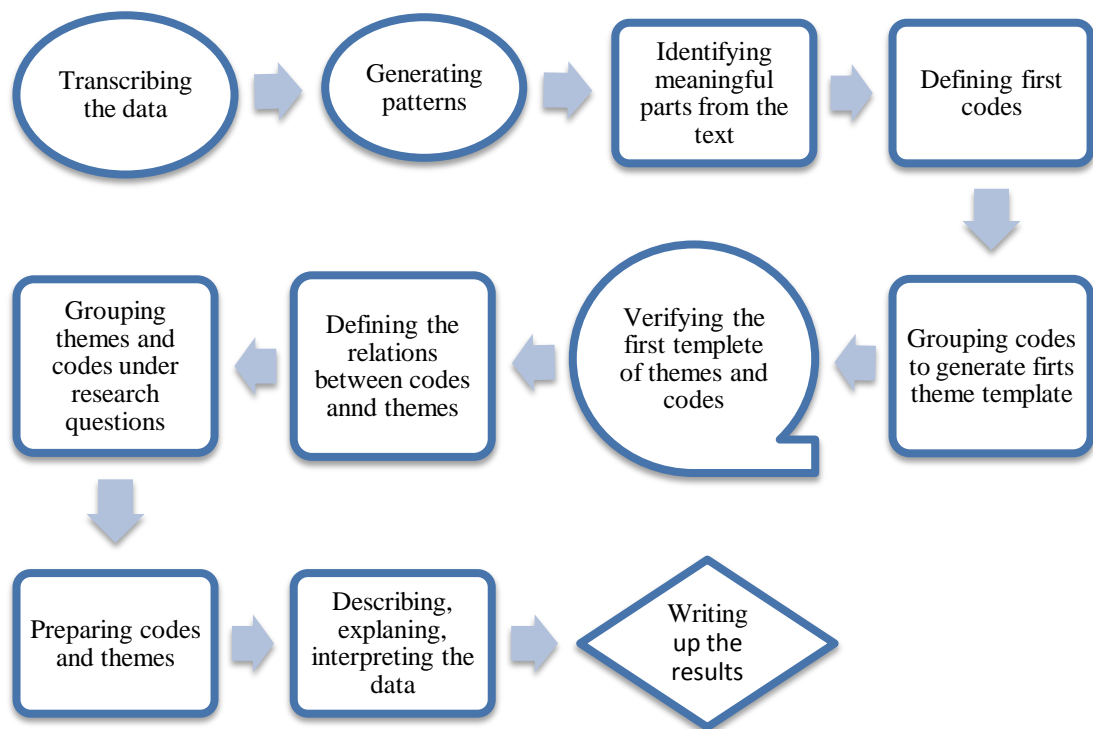 Transcribing
the data
Generating
patterns
Identifying
meaningful
parts from the
text
Defining first
codes
Grouping codes
to generate firts
theme template
Verifying the
first templete
of themes and
codes
Defining the
relations
between codes
annd themes
Grouping
themes and
codes under
research
questions
Preparing codes
and themes
Describing,
explaning,
interpreting the
data
Writing
up the
results